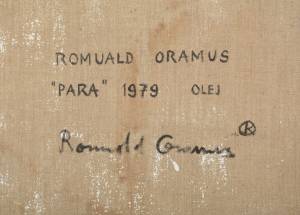 ROMUALD ORAMUS
"PARA" 1979 OLEJ
Romuald Oramus ®